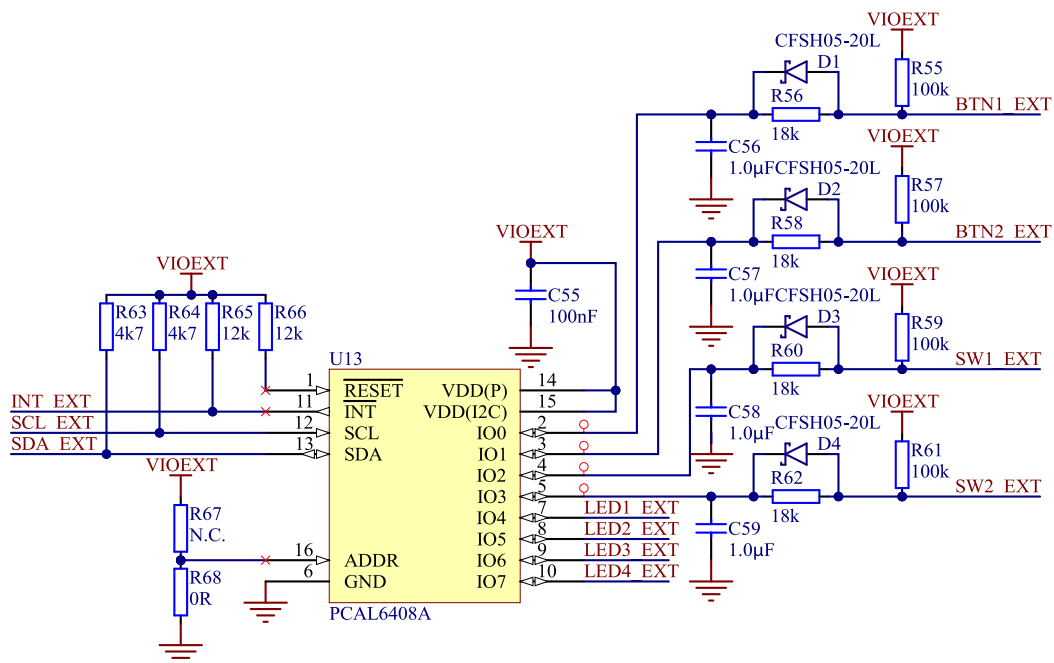 VIOEXT
CFSH05-20L
D1
R55
100k
R56
18k
BTN1_EXT
C56
1.0µF
VIOEXT
CFSH05-20L
D2
R57
100k
R58
18k
BTN2_EXT
C57
1.0µF
VIOEXT
CFSH05-20L
D3
R59
100k
R60
18k
SW1_EXT
C58
1.0µF
VIOEXT
CFSH05-20L
D4
R61
100k
R62
18k
SW2_EXT
C59
1.0µF
VIOEXT
C55
100nF
VIOEXT
R63
4k7
R64
4k7
R65
12k
R66
12k
INT_EXT
SCL_EXT
SDA_EXT
VIOEXT
R67
N.C.
R68
0R
U13
1 RESET
11 INT
12 SCL
13 SDA
16 ADDR
6 GND
VDD(P) 14
VDD(I2C) 15
IO0 2
IO1 3
IO2 4
IO3 5
IO4 7 LED1_EXT
IO5 8 LED2_EXT
IO6 9 LED3_EXT
IO7 10 LED4_EXT
PCAL6408A